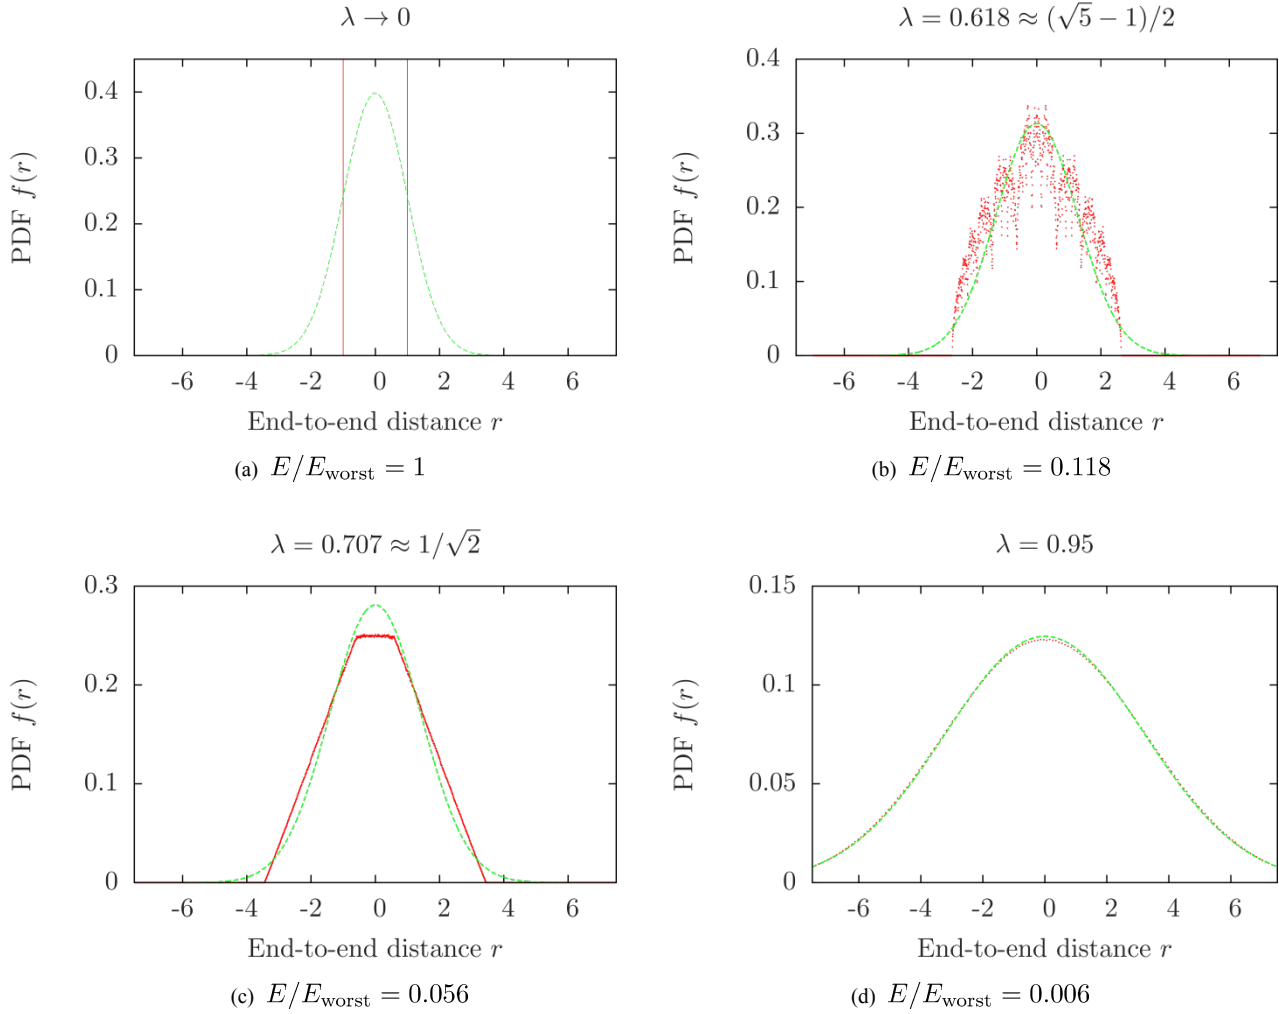 λ → 0
0.4
0.3
0.2
0.1
0
PDF f(r)
-6 -4 -2 0 2 4 6
End-to-end distance r
(a) E/E_worst = 1
λ = 0.618 ≈ (√5 − 1)/2
0.4
0.3
0.2
0.1
0
PDF f(r)
-6 -4 -2 0 2 4 6
End-to-end distance r
(b) E/E_worst = 0.118
λ = 0.707 ≈ 1/√2
0.3
0.2
0.1
0
PDF f(r)
-6 -4 -2 0 2 4 6
End-to-end distance r
(c) E/E_worst = 0.056
λ = 0.95
0.15
0.1
0.05
0
PDF f(r)
-6 -4 -2 0 2 4 6
End-to-end distance r
(d) E/E_worst = 0.006